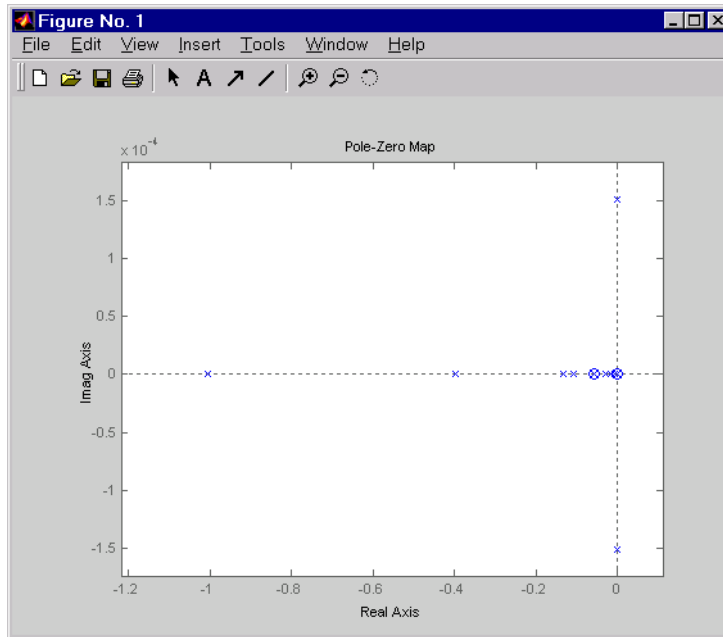 Figure No. 1
File Edit View Insert Tools Window Help
A
x 10^-4
Pole-Zero Map
1.5
1
0.5
0
-0.5
-1
-1.5
Imag Axis
-1.2 -1 -0.8 -0.6 -0.4 -0.2 0
Real Axis